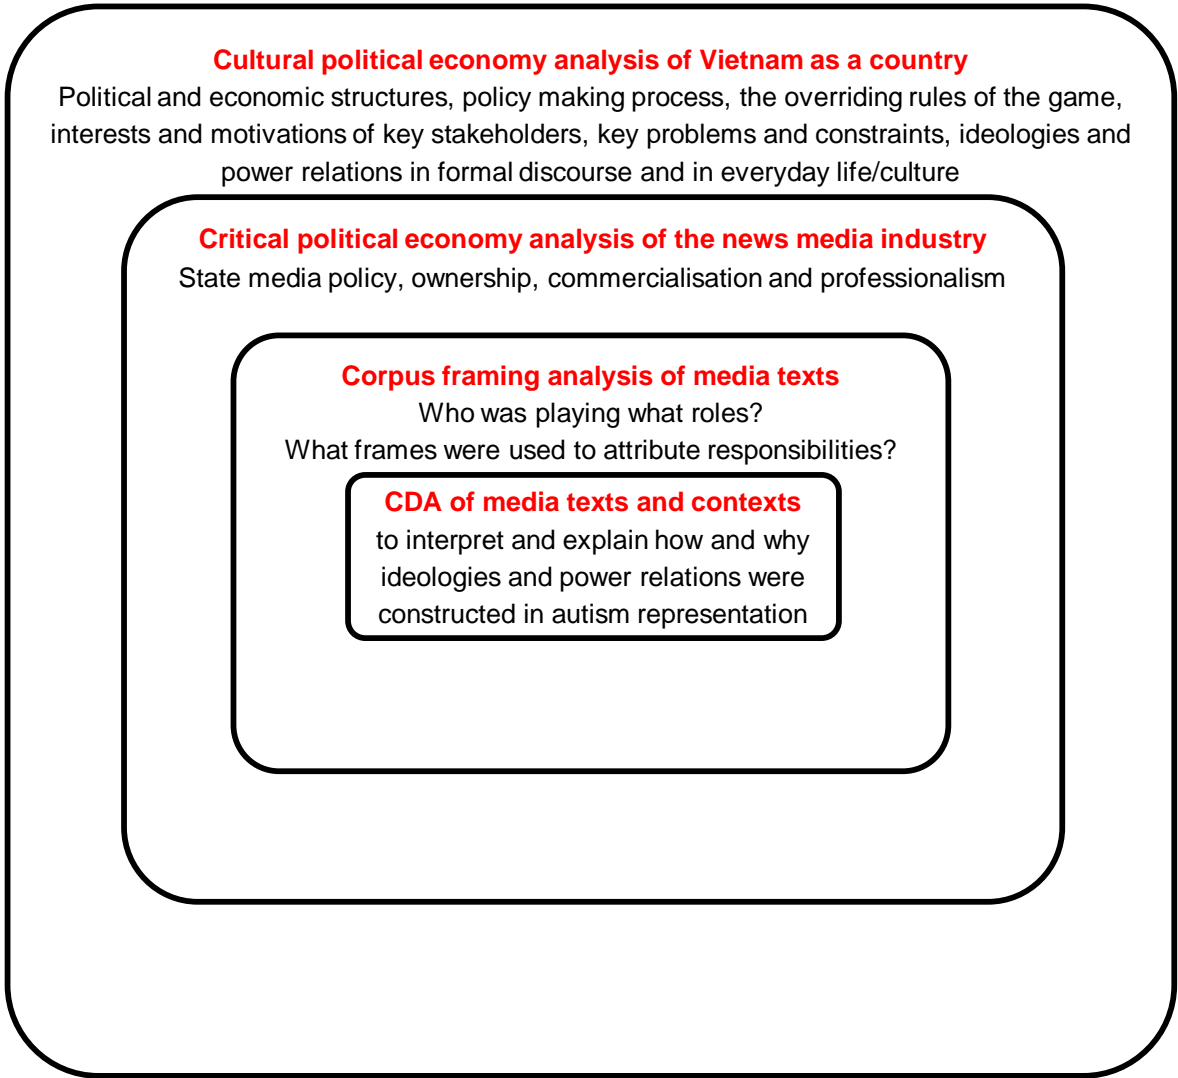 Cultural political economy analysis of Vietnam as a country
Political and economic structures, policy making process, the overriding rules of the game,
interests and motivations of key stakeholders, key problems and constraints, ideologies and
power relations in formal discourse and in everyday life/culture
Critical political economy analysis of the news media industry
State media policy, ownership, commercialisation and professionalism
Corpus framing analysis of media texts
Who was playing what roles?
What frames were used to attribute responsibilities?
CDA of media texts and contexts
to interpret and explain how and why
ideologies and power relations were
constructed in autism representation